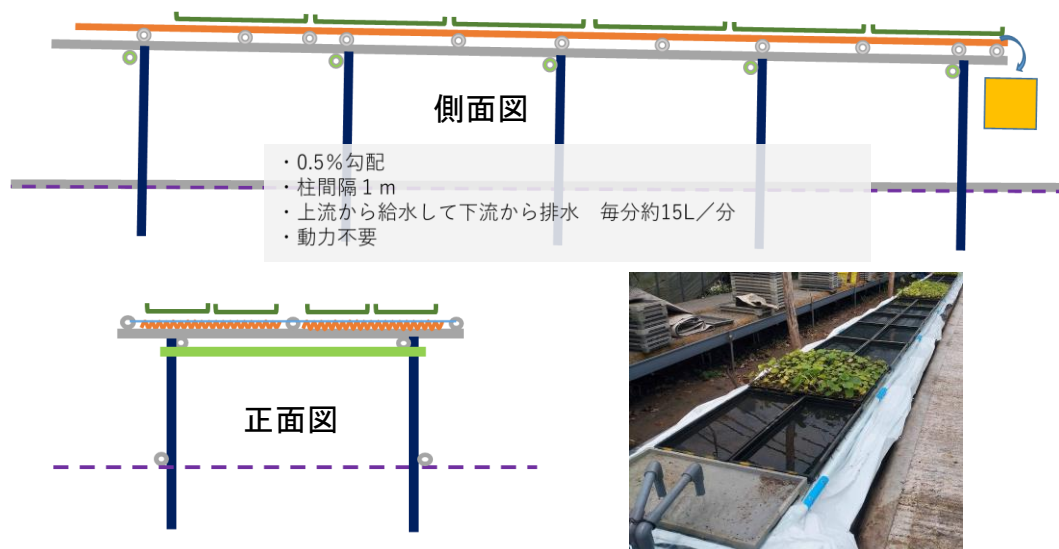 側面図
・0.5%勾配
・柱間隔１ｍ
・上流から給水して下流から排水　毎分約15L／分
・動力不要
正面図